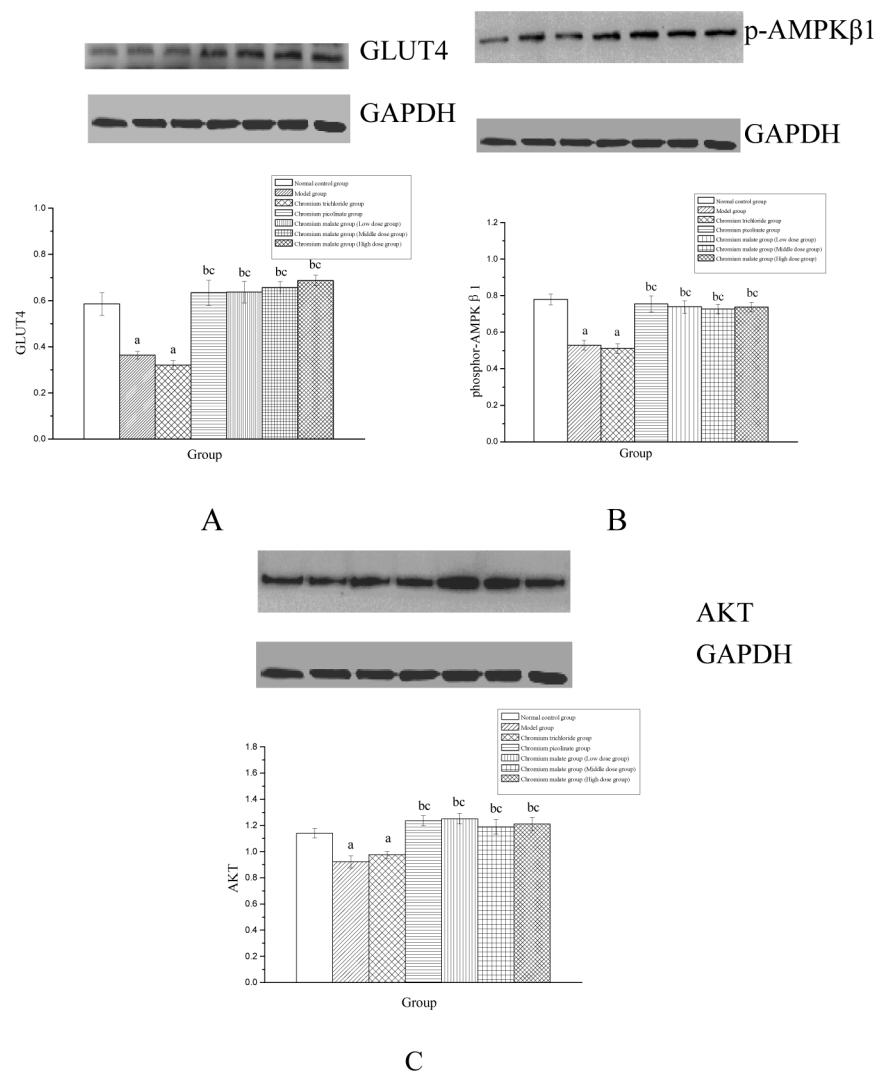 GLUT4
GAPDH
Normal control group
Model group
Chromium trichloride group
Chromium picolinate group
Chromium malate group (Low dose group)
Chromium malate group (Middle dose group)
Chromium malate group (High dose group)
1.0
0.8
0.6
0.4
0.2
0.0
GLUT4
a
a
bc
bc
bc
bc
Group
A
p-AMPKβ1
GAPDH
Normal control group
Model group
Chromium trichloride group
Chromium picolinate group
Chromium malate group (Low dose group)
Chromium malate group (Middle dose group)
Chromium malate group (High dose group)
1.2
1.0
0.8
0.6
0.4
0.2
0.0
phosphor-AMPK β 1
a
a
bc
bc
bc
bc
Group
B
AKT
GAPDH
Normal control group
Model group
Chromium trichloride group
Chromium picolinate group
Chromium malate group (Low dose group)
Chromium malate group (Middle dose group)
Chromium malate group (High dose group)
1.8
1.6
1.4
1.2
1.0
0.8
0.6
0.4
0.2
0.0
AKT
a
a
bc
bc
bc
bc
Group
C